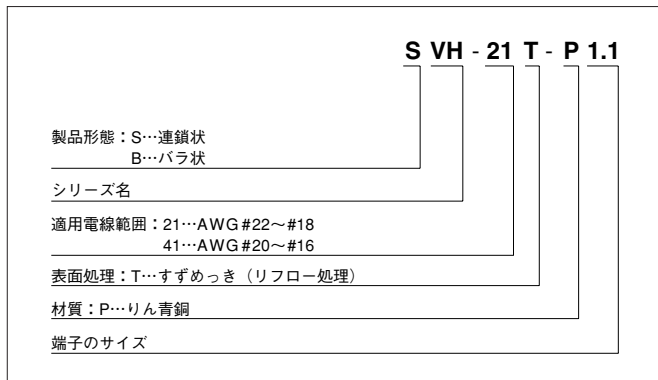 S VH - 21 T - P 1.1
製品形態：S…連鎖状
B…バラ状
シリーズ名
適用電線範囲：21…AWG#22～#18
41…AWG#20～#16
表面処理：T…すずめっき（リフロー処理）
材質：P…りん青銅
端子のサイズ